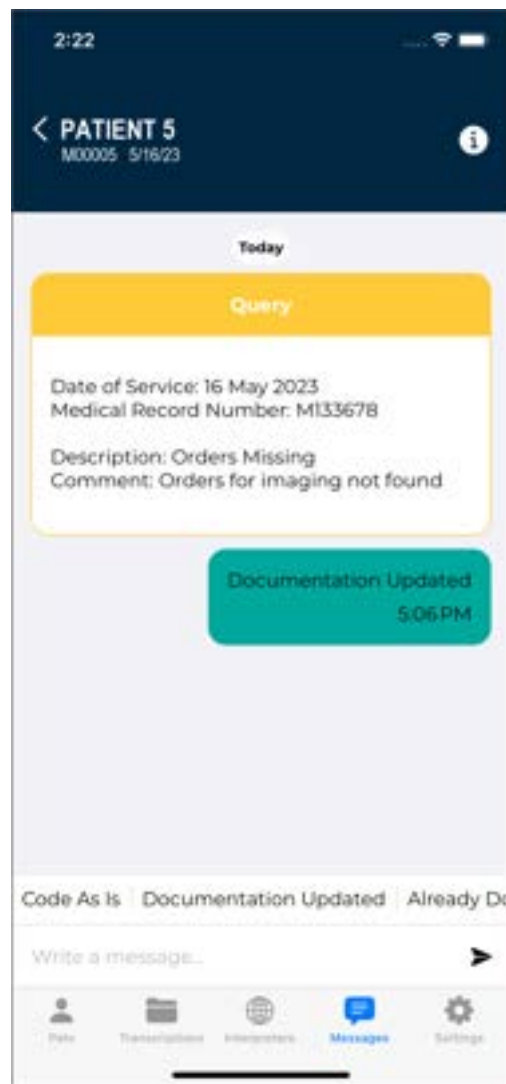 2:22
PATIENT 5
M00005 5/16/23
Today
Query
Date of Service: 16 May 2023
Medical Record Number: M133678
Description: Orders Missing
Comment: Orders for imaging not found
Documentation Updated
5:06 PM
Code As Is Documentation Updated Already Do
Write a message...
Transcriptions Interpreters Messages Settings